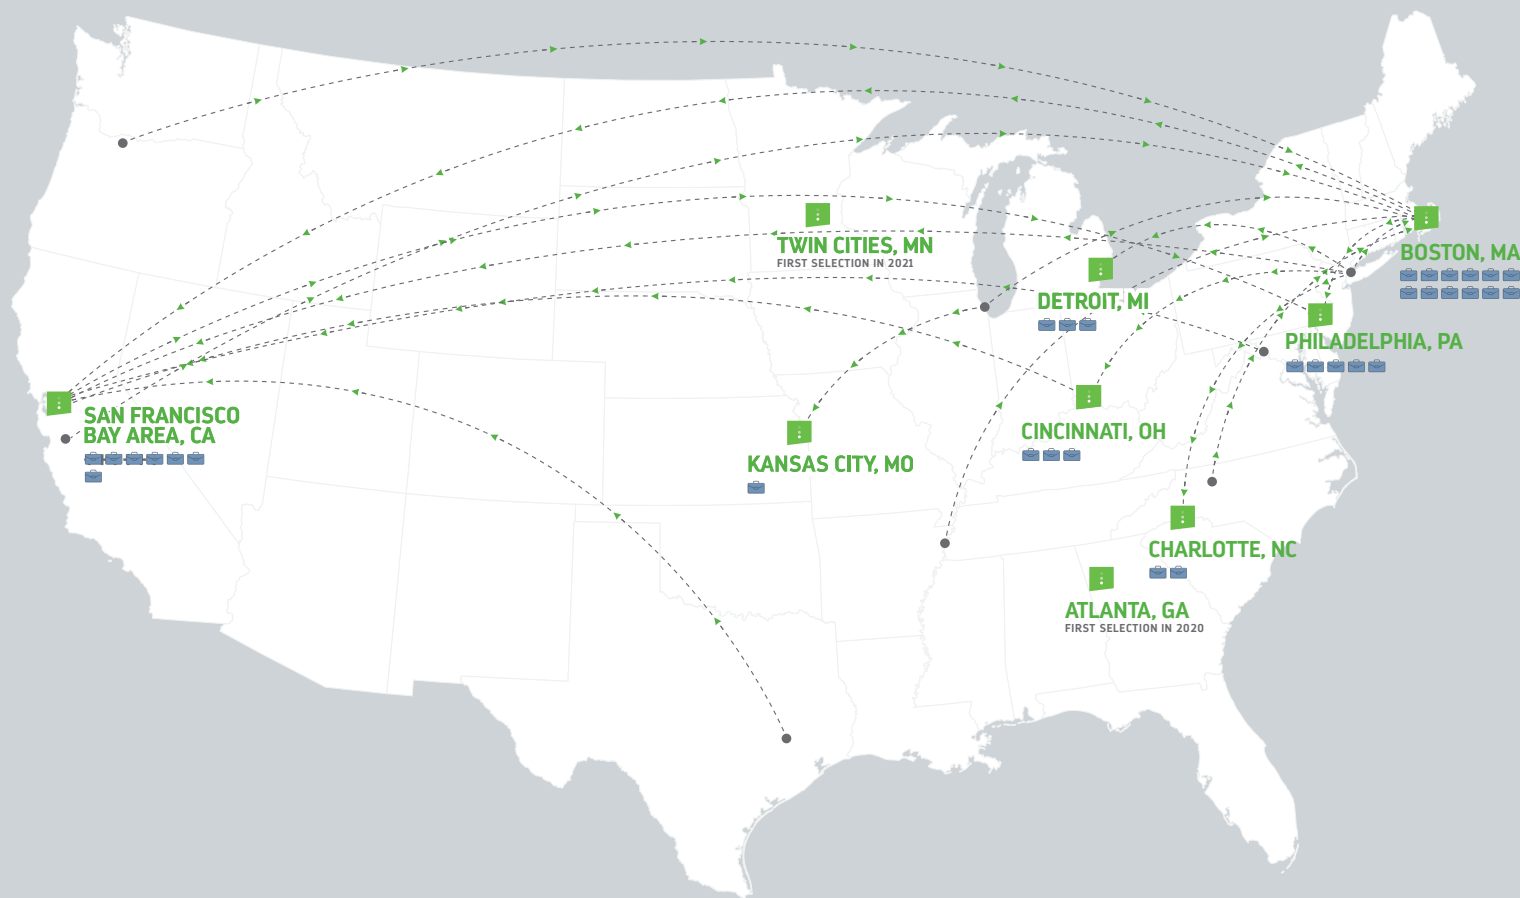 TWIN CITIES, MN
FIRST SELECTION IN 2021
BOSTON, MA
DETROIT, MI
PHILADELPHIA, PA
SAN FRANCISCO
BAY AREA, CA
CINCINNATI, OH
KANSAS CITY, MO
CHARLOTTE, NC
ATLANTA, GA
FIRST SELECTION IN 2020